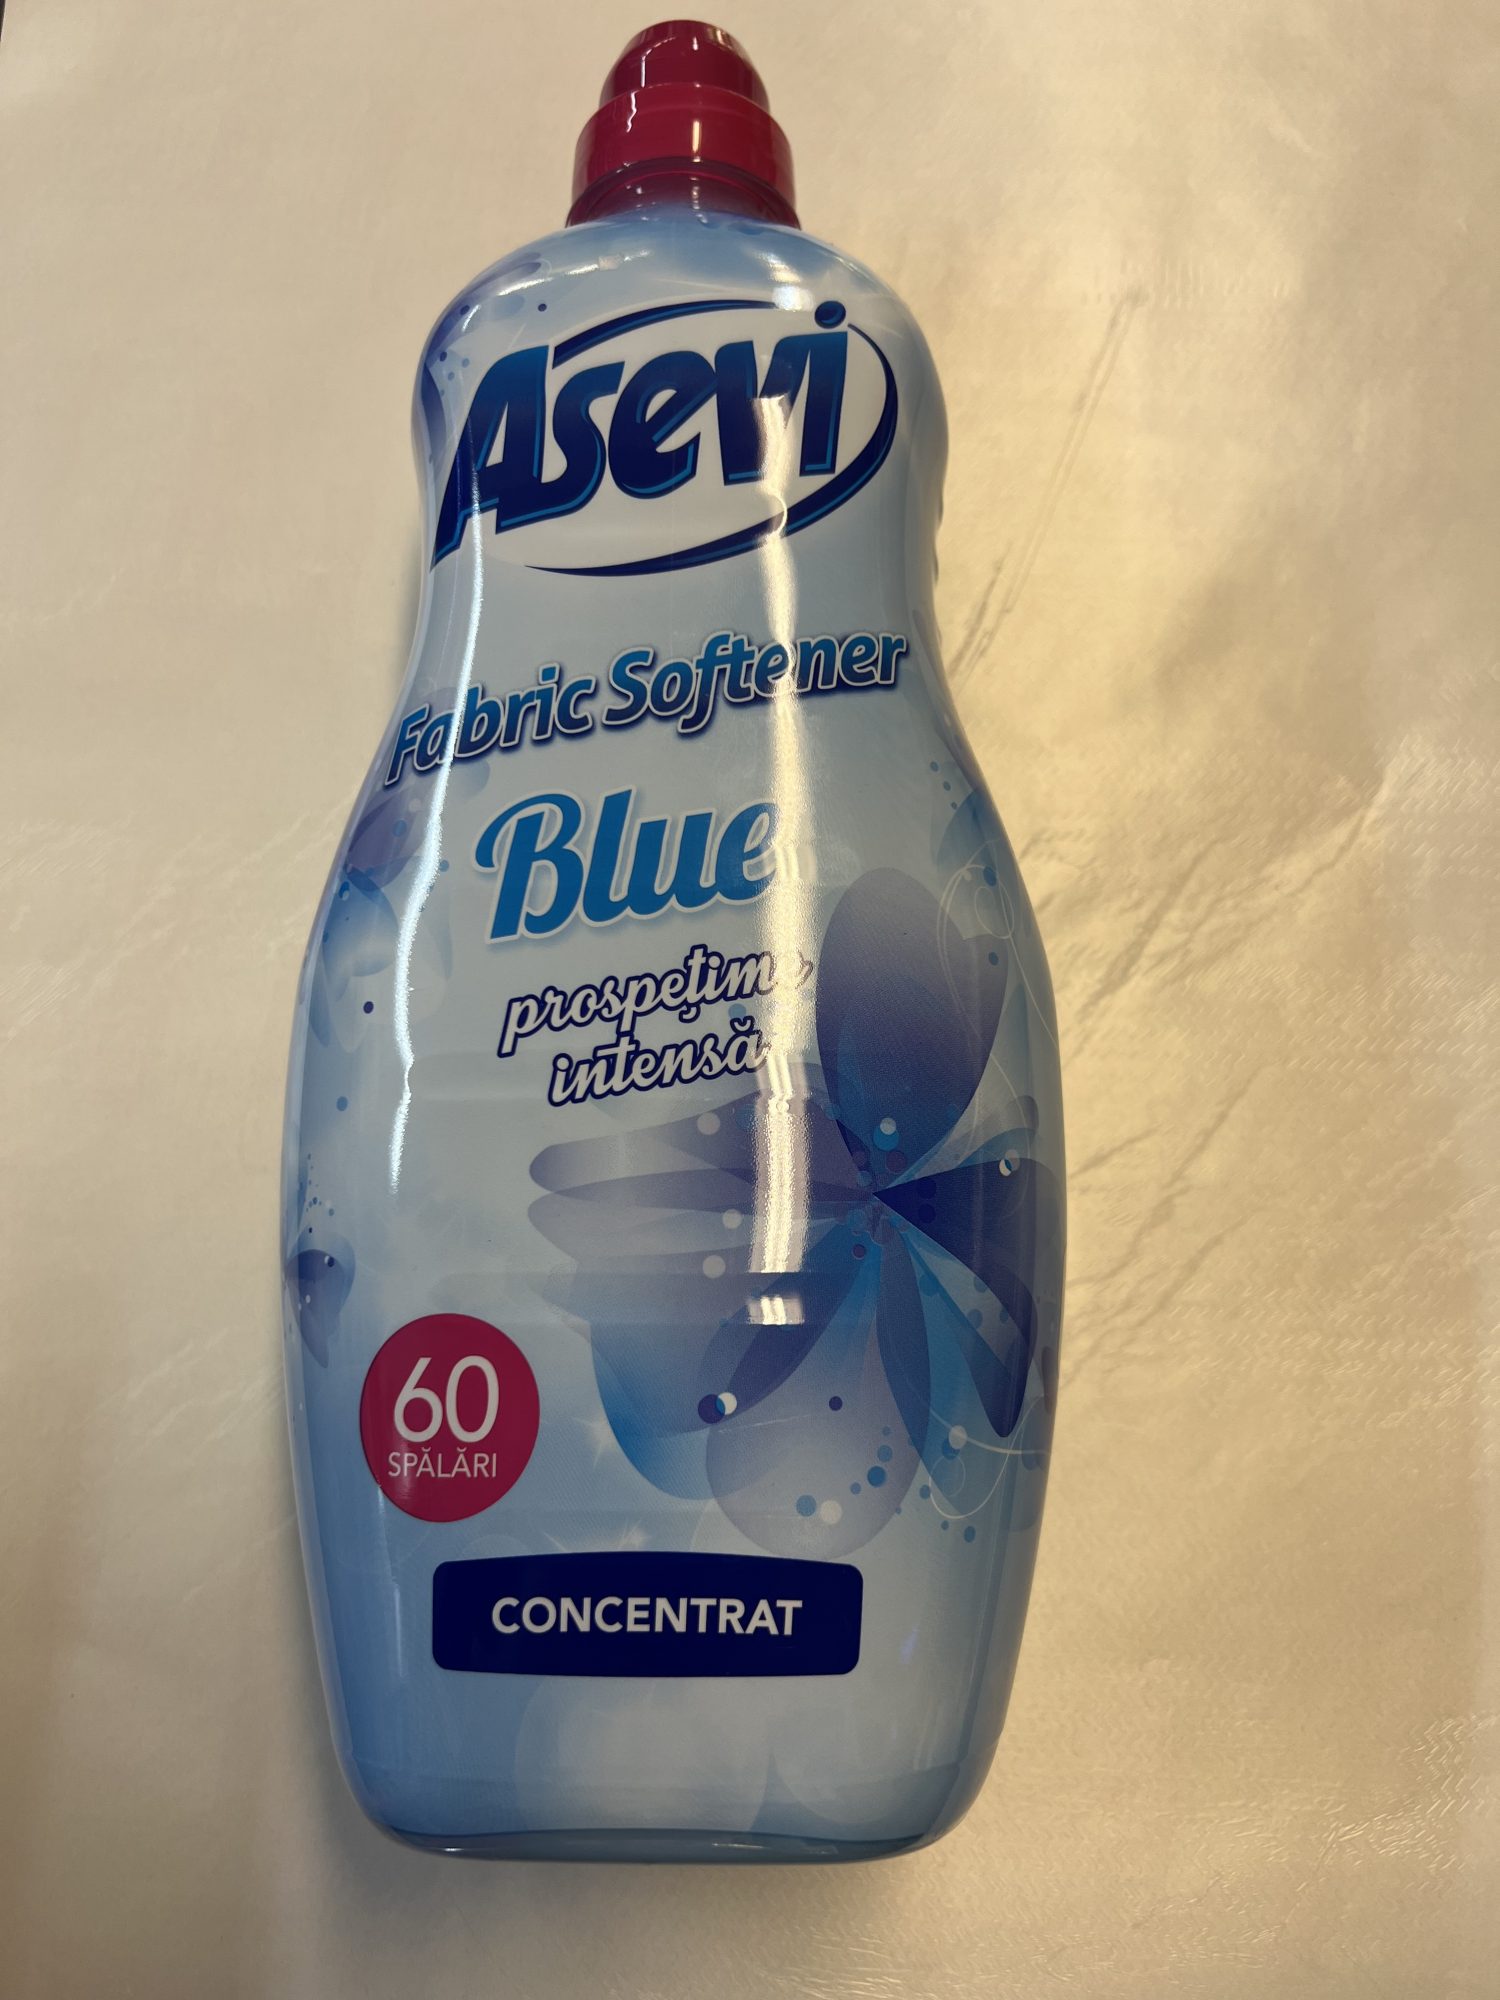 Asevi
Fabric Softener
Blue
prospețime
intensă
60
SPĂLĂRI
CONCENTRAT